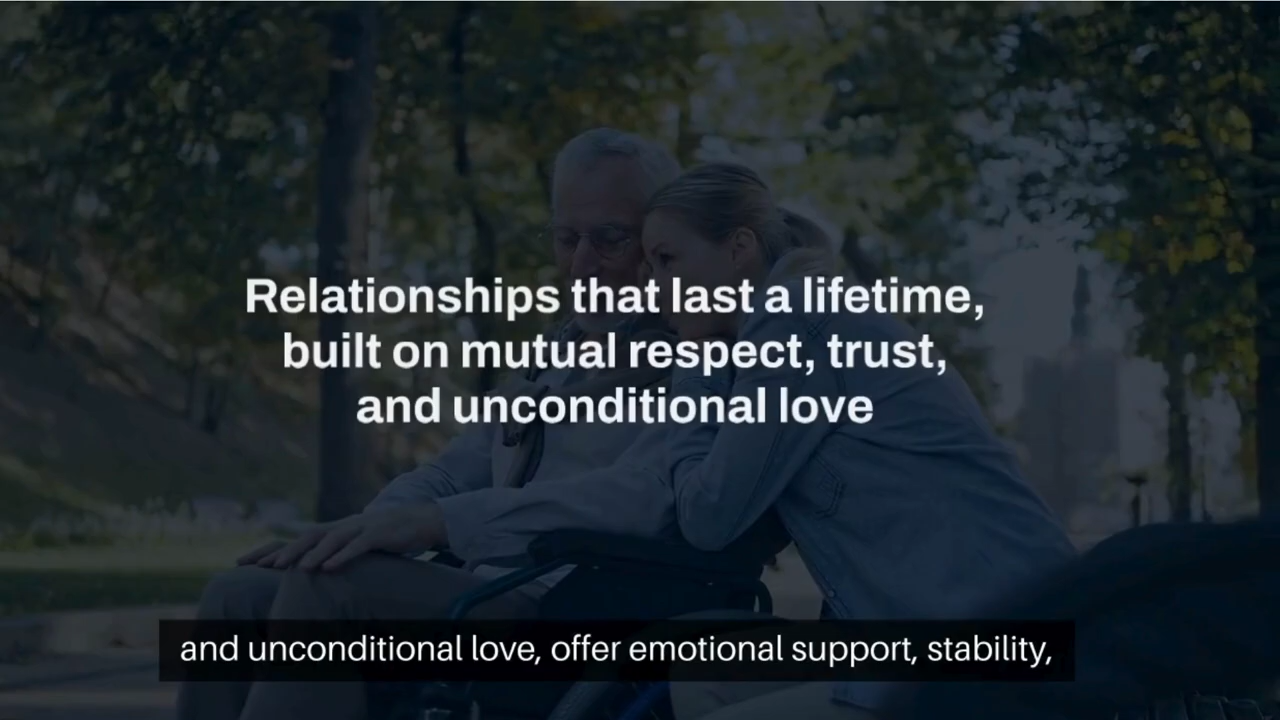 Relationships that last a lifetime,
built on mutual respect, trust,
and unconditional love
and unconditional love, offer emotional support, stability,